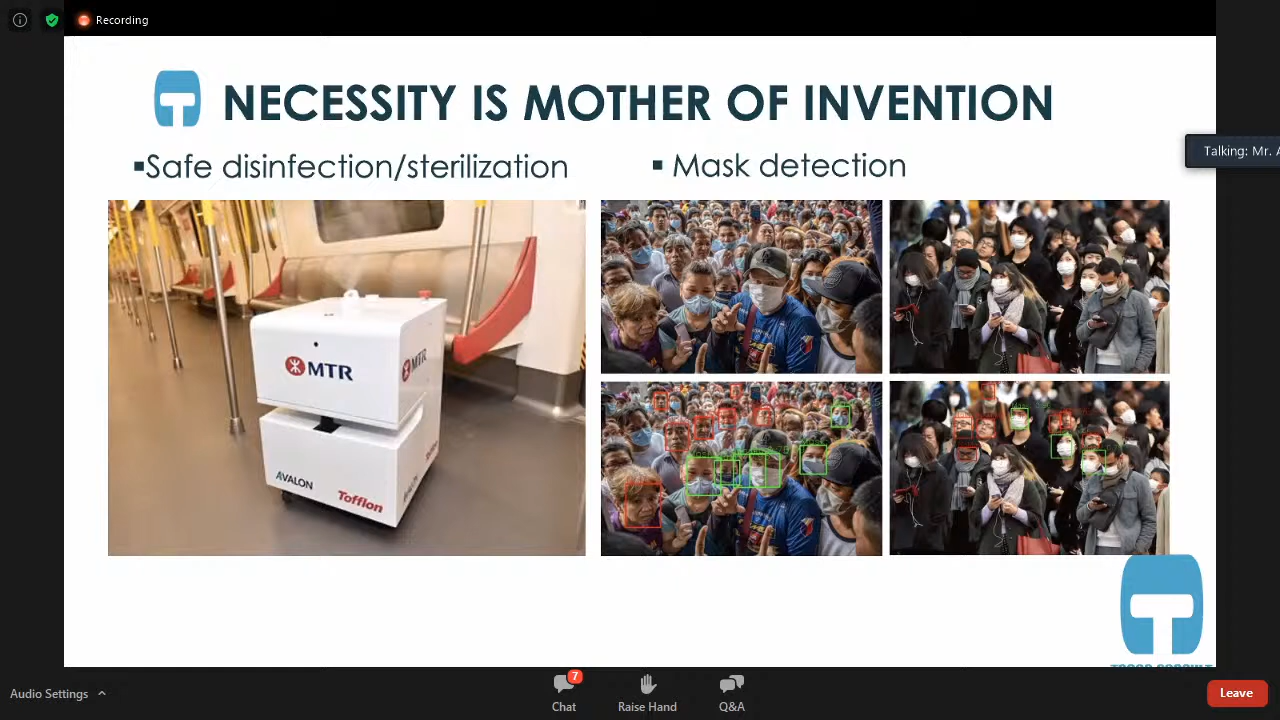 Recording
NECESSITY IS MOTHER OF INVENTION
▪Safe disinfection/sterilization
▪ Mask detection
Talking: Mr. A
MTR
MTR
AVALON
Tofflon
Audio Settings
7
Chat
Raise Hand
Q&A
Leave